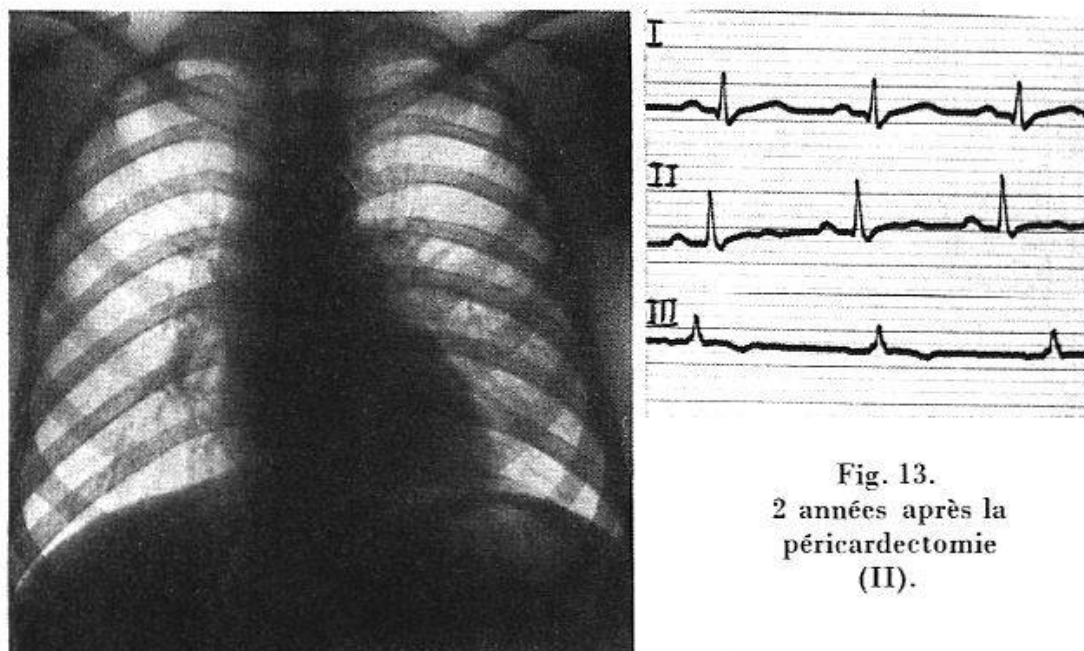 I
II
III
Fig. 13.
2 années après la
péricardectomie
(II).